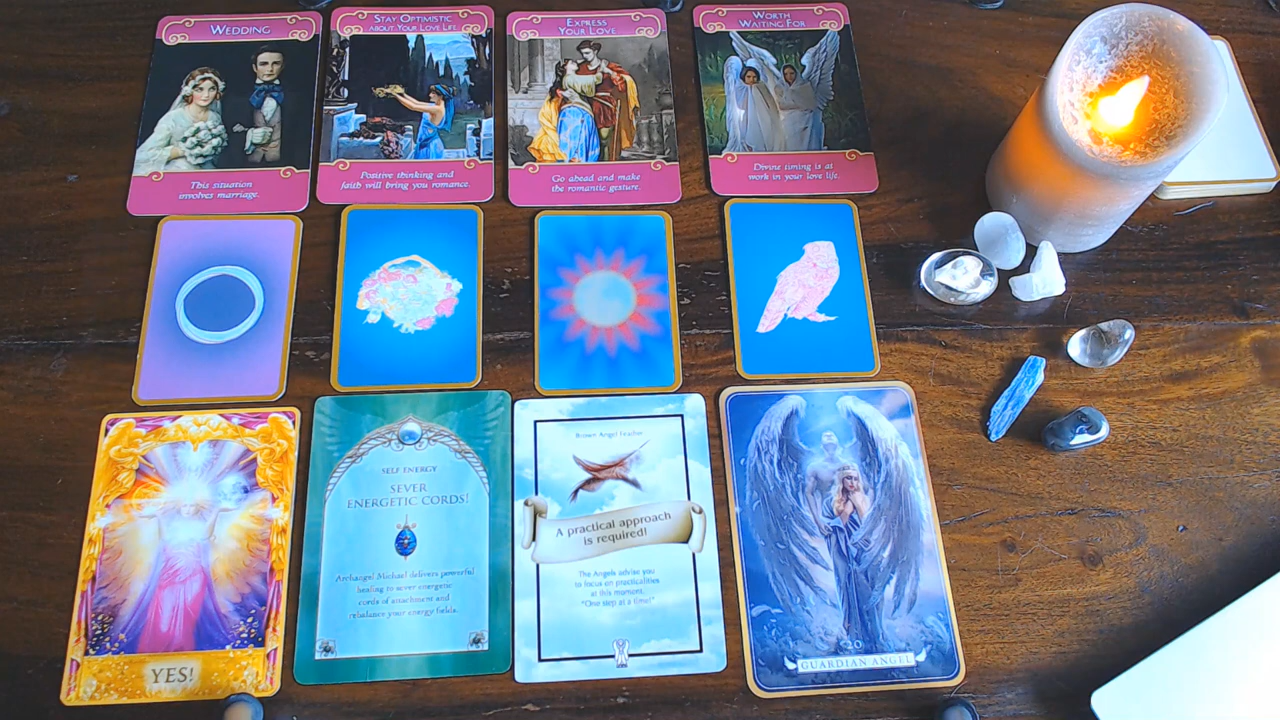 WEDDING
This situation
involves marriage.
STAY OPTIMISTIC
ABOUT YOUR LOVE LIFE
Positive thinking and
faith will bring you romance.
EXPRESS
YOUR LOVE
Go ahead and make
the romantic gesture.
WORTH
WAITING FOR
Divine timing is at
work in your love life.
YES!
SELF ENERGY
SEVER
ENERGETIC CORDS!
Archangel Michael delivers powerful
healing to sever energetic
cords of attachment and
rebalance your energy fields.
Brown Angel Feather
A practical approach
is required!
The Angels advise you
to focus on practicalities
at this moment.
"One step at a time!"
20
GUARDIAN ANGEL